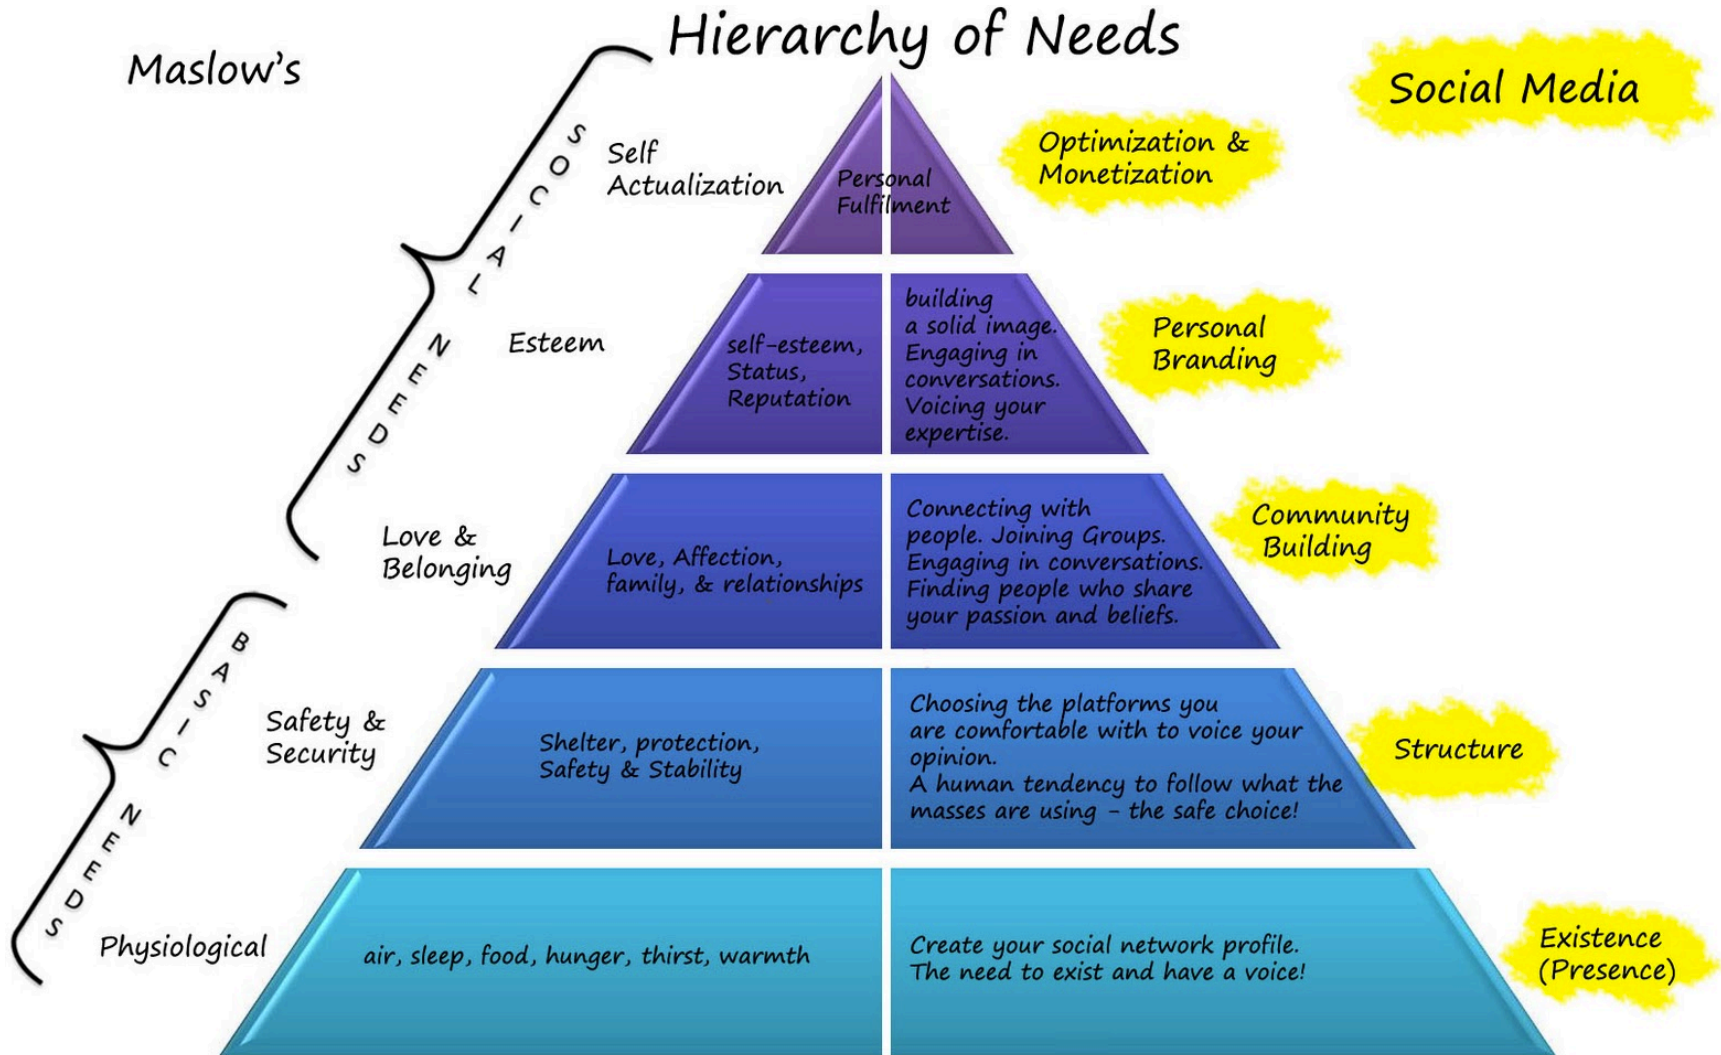 Hierarchy of Needs
Maslow's
Social Media
SOCIAL NEEDS
Self
Actualization
Personal
Fulfilment
Optimization &
Monetization
Esteem
self-esteem,
Status,
Reputation
building
a solid image.
Engaging in
conversations.
Voicing your
expertise.
Personal
Branding
Love &
Belonging
Love, Affection,
family, & relationships
Connecting with
people. Joining Groups.
Engaging in conversations.
Finding people who share
your passion and beliefs.
Community
Building
BASIC NEEDS
Safety &
Security
Shelter, protection,
Safety & Stability
Choosing the platforms you
are comfortable with to voice your
opinion.
A human tendency to follow what the
masses are using - the safe choice!
Structure
Physiological
air, sleep, food, hunger, thirst, warmth
Create your social network profile.
The need to exist and have a voice!
Existence
(Presence)